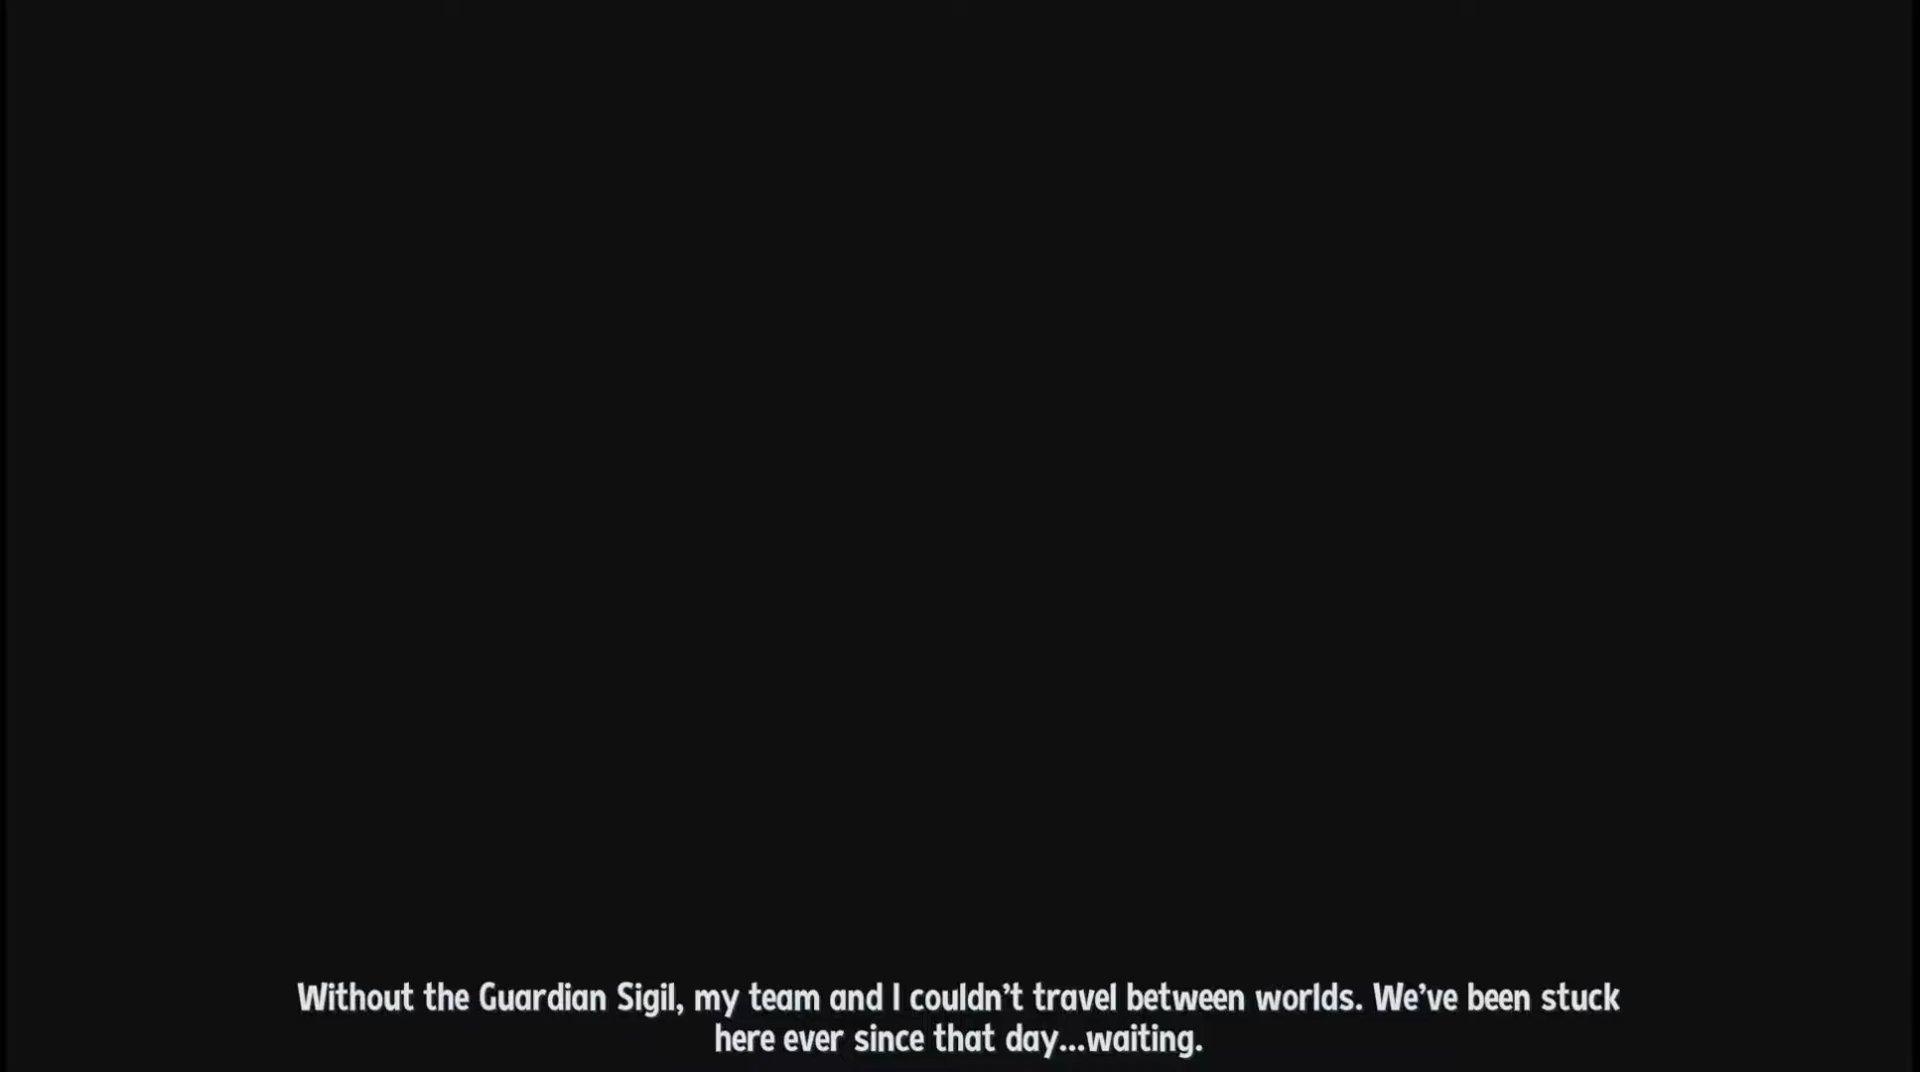 Without the Guardian Sigil, my team and I couldn’t travel between worlds. We’ve been stuck
here ever since that day...waiting.